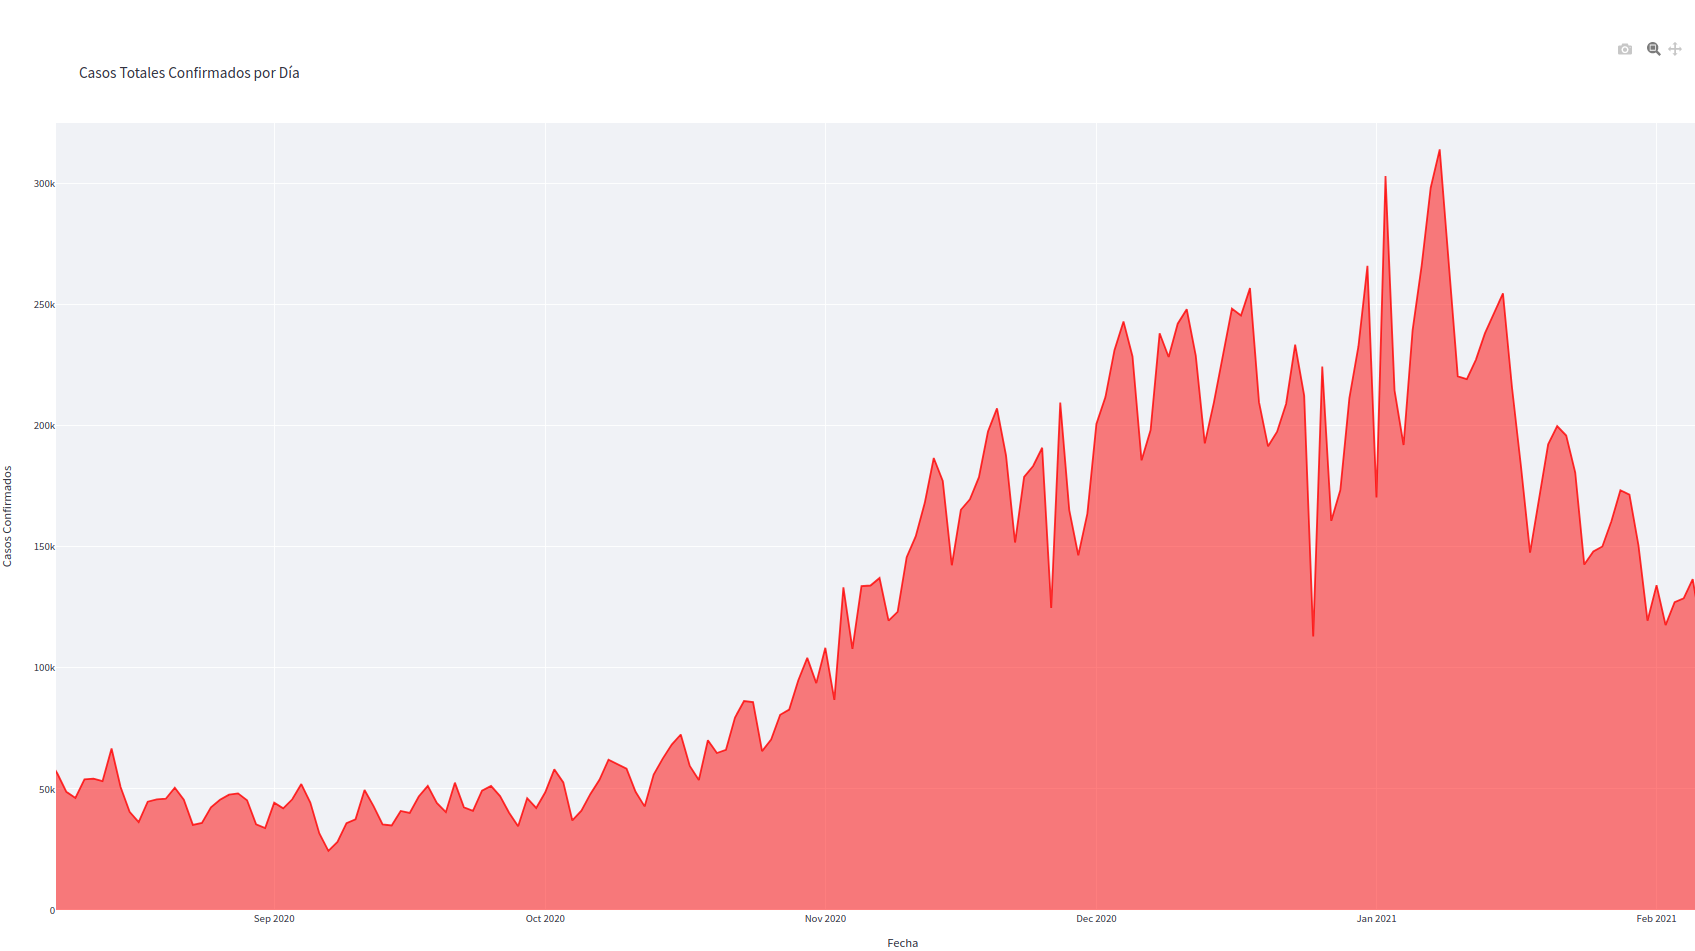 Casos Totales Confirmados por Día
300k
250k
200k
150k
100k
50k
0
Casos Confirmados
Sep 2020
Oct 2020
Nov 2020
Dec 2020
Jan 2021
Feb 2021
Fecha